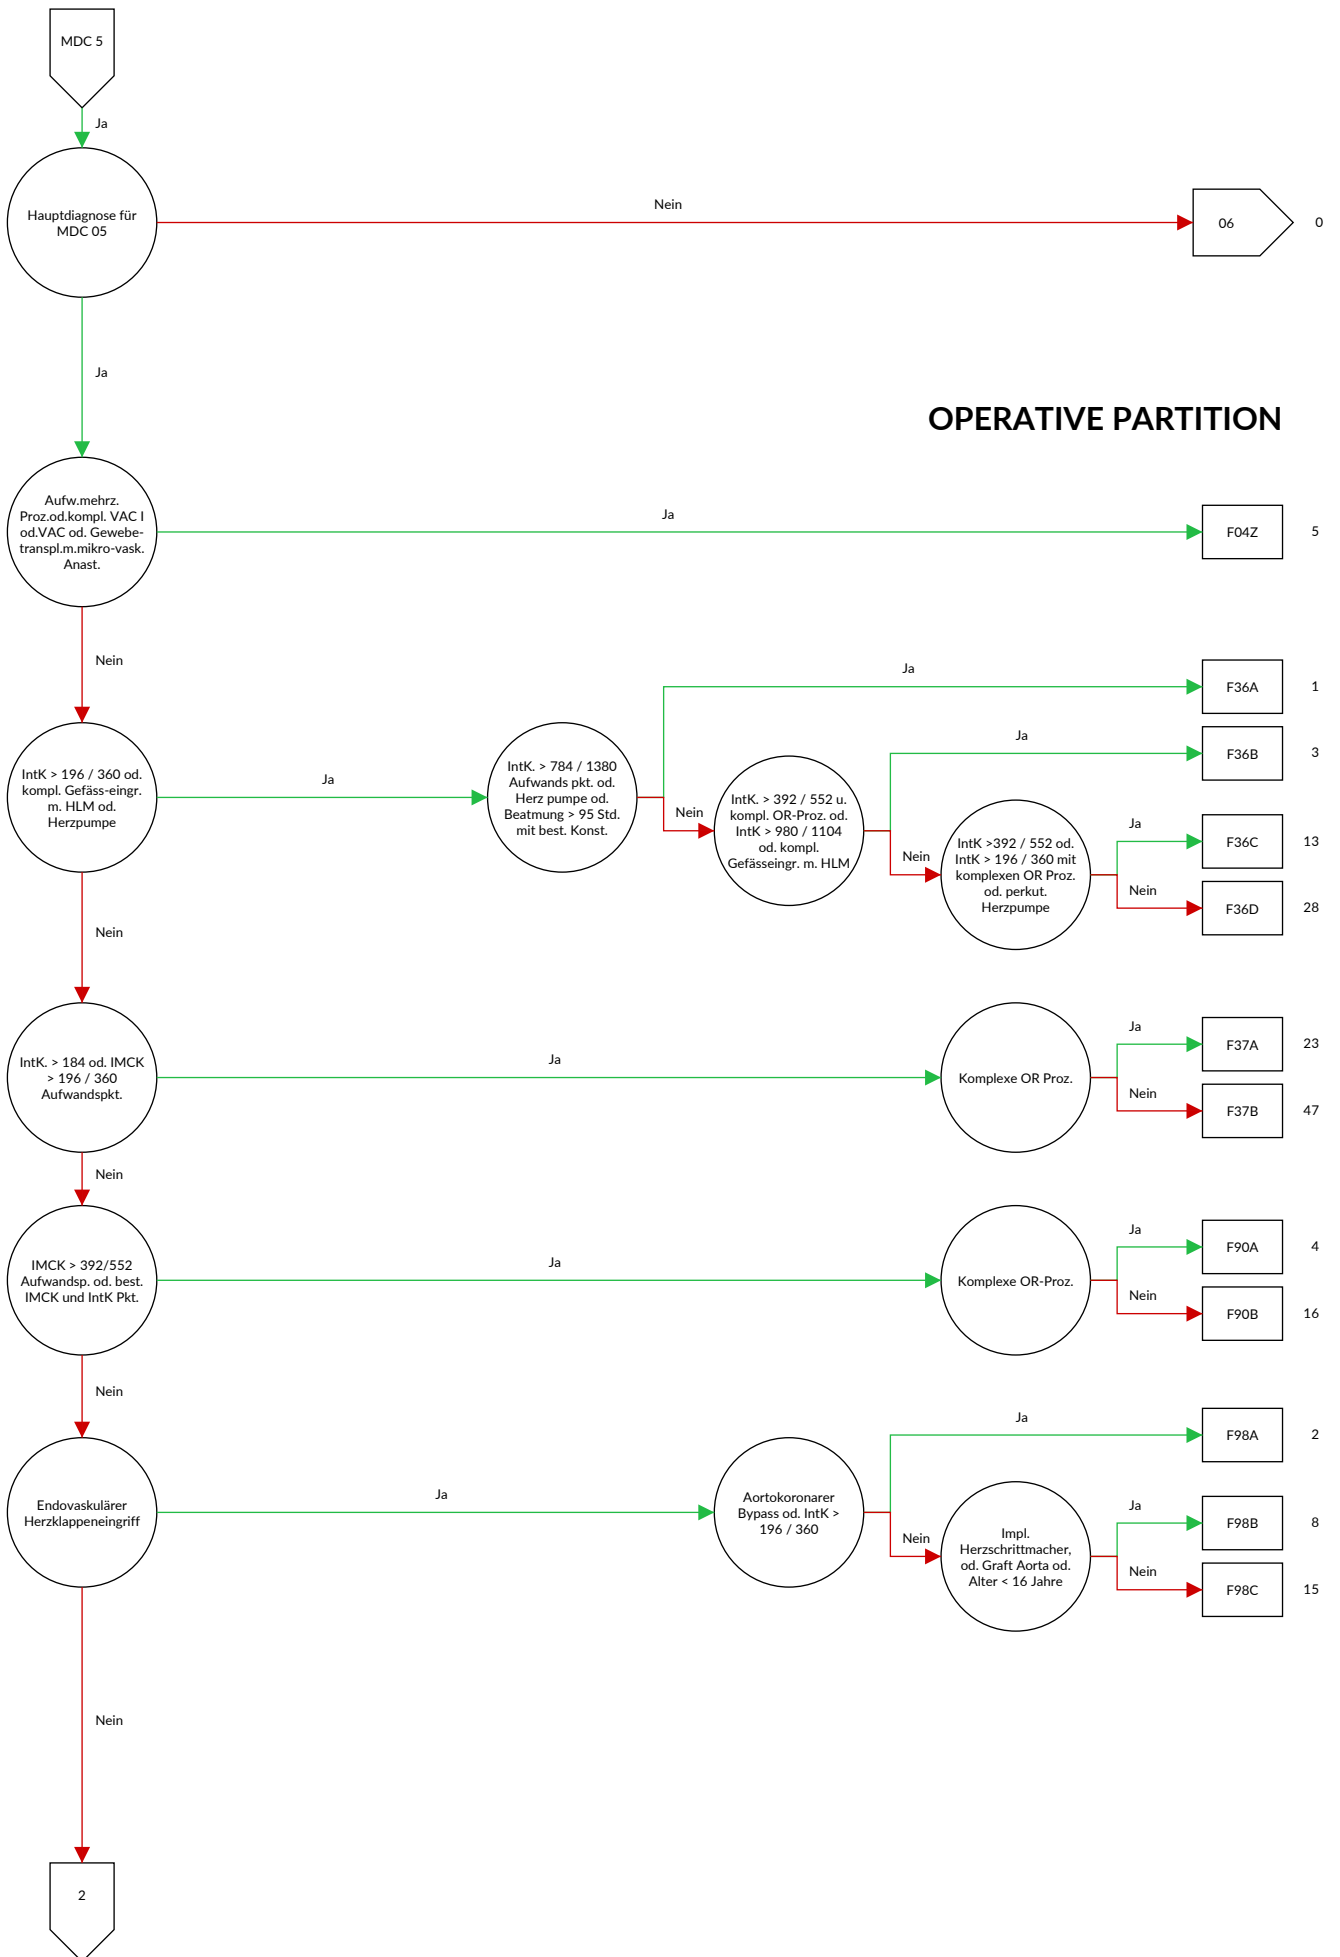 MDC 5
Ja
Hauptdiagnose für
MDC 05
Nein
06
0
Ja
OPERATIVE PARTITION
Aufw.mehrz.
Proz.od.kompl. VAC I
od.VAC od. Gewebe-
transpl.m.mikro-vask.
Anast.
Ja
F04Z
5
Nein
IntK > 196 / 360 od.
kompl. Gefäss-eingr.
m. HLM od.
Herzpumpe
Ja
IntK. > 784 / 1380
Aufwands pkt. od.
Herz pumpe od.
Beatmung > 95 Std.
mit best. Konst.
Ja
F36A
1
Nein
IntK. > 392 / 552 u.
kompl. OR-Proz. od.
IntK > 980 / 1104
od. kompl.
Gefässeingr. m. HLM
Ja
F36B
3
Nein
IntK >392 / 552 od.
IntK > 196 / 360 mit
komplexen OR Proz.
od. perkut.
Herzpumpe
Ja
F36C
13
Nein
F36D
28
Nein
IntK. > 184 od. IMCK
> 196 / 360
Aufwandspkt.
Ja
Komplexe OR Proz.
Ja
F37A
23
Nein
F37B
47
Nein
IMCK > 392/552
Aufwandsp. od. best.
IMCK und IntK Pkt.
Ja
Komplexe OR-Proz.
Ja
F90A
4
Nein
F90B
16
Nein
Endovaskulärer
Herzklappeneingriff
Ja
Aortokoronarer
Bypass od. IntK >
196 / 360
Ja
F98A
2
Nein
Impl.
Herzschrittmacher,
od. Graft Aorta od.
Alter < 16 Jahre
Ja
F98B
8
Nein
F98C
15
Nein
2